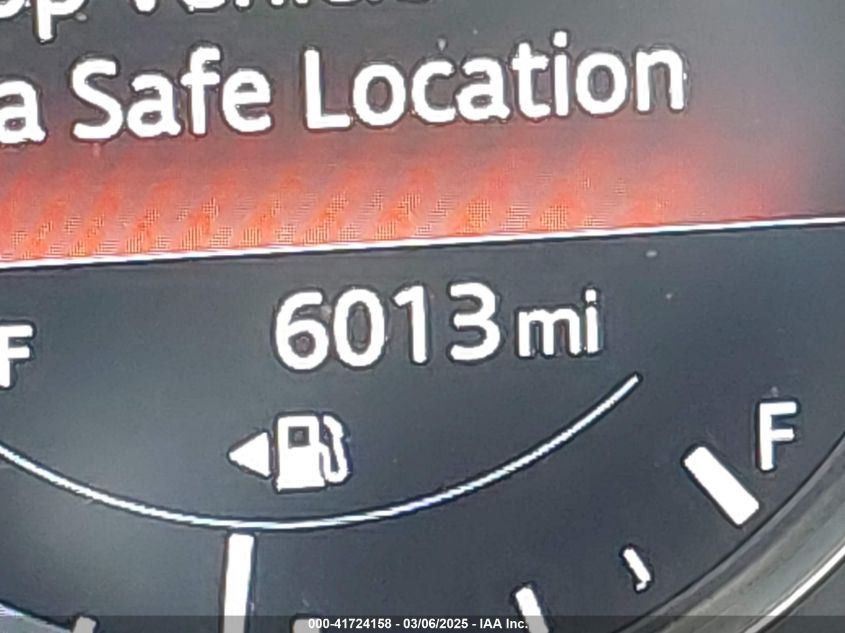 a Safe Location
6013 mi
F
F
000-41724158 - 03/06/2025 - IAA Inc.